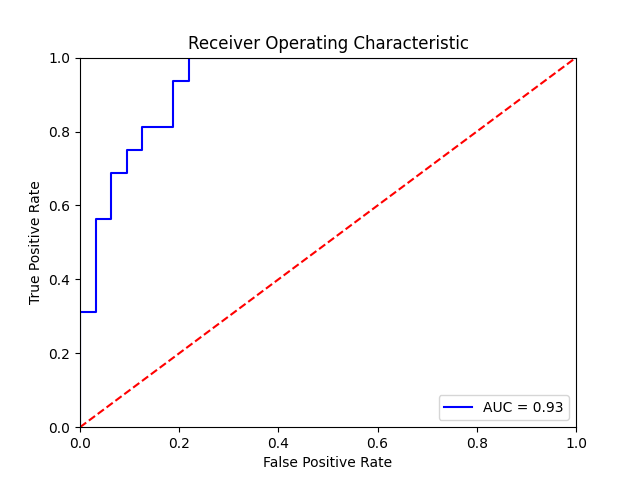 Receiver Operating Characteristic
True Positive Rate
1.0
0.8
0.6
0.4
0.2
0.0
AUC = 0.93
0.0 0.2 0.4 0.6 0.8 1.0
False Positive Rate